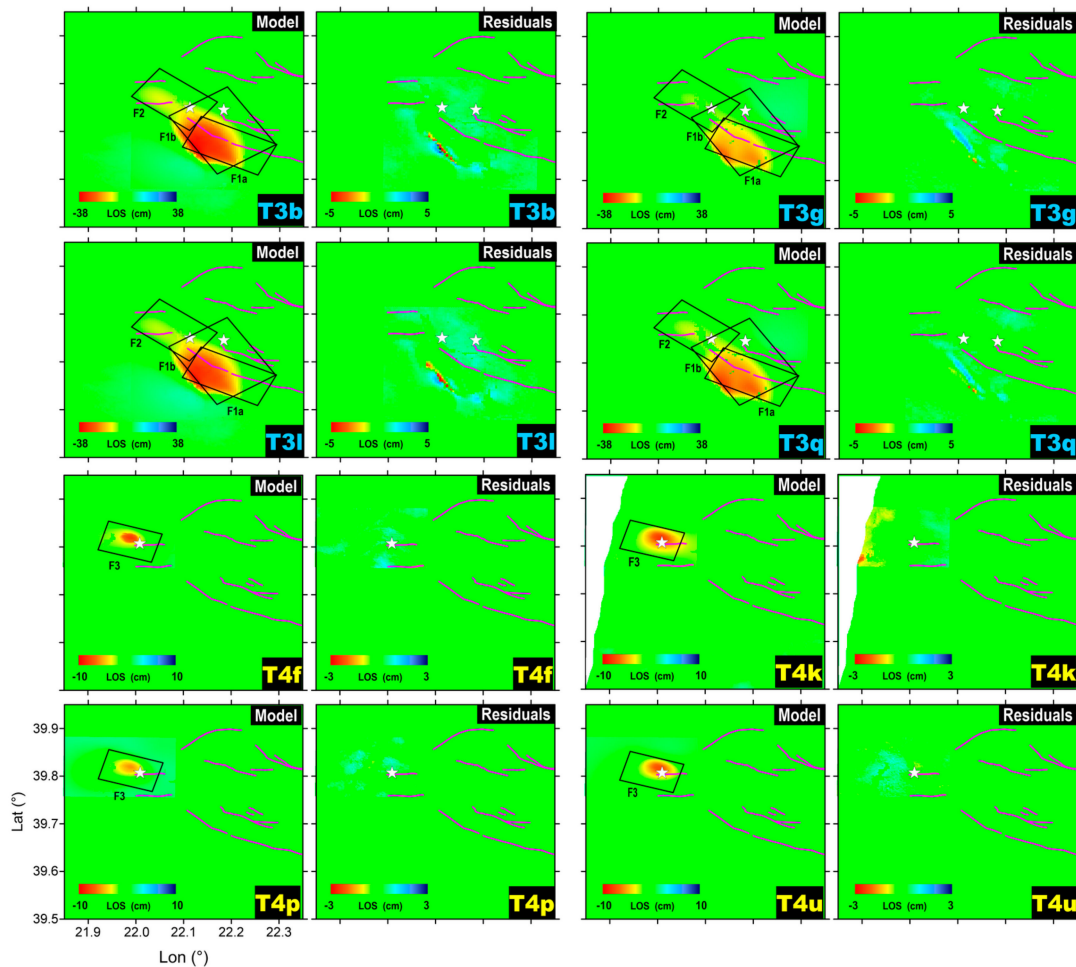 Model
Residuals
Model
Residuals
F2
F1b
F1a
F2
F1b
F1a
-38 LOS (cm) 38
T3b
-5 LOS (cm) 5
T3b
-38 LOS (cm) 38
T3g
-5 LOS (cm) 5
T3g
Model
Residuals
Model
Residuals
F2
F1b
F1a
F2
F1b
F1a
-38 LOS (cm) 38
T3l
-5 LOS (cm) 5
T3l
-38 LOS (cm) 38
T3q
-5 LOS (cm) 5
T3q
Model
Residuals
Model
Residuals
F3
F3
-10 LOS (cm) 10
T4f
-3 LOS (cm) 3
T4f
-10 LOS (cm) 10
T4k
-3 LOS (cm) 3
T4k
Model
Residuals
Model
Residuals
39.9
39.8
39.7
39.6
39.5
Lat (°)
F3
F3
-10 LOS (cm) 10
T4p
-3 LOS (cm) 3
T4p
-10 LOS (cm) 10
T4u
-3 LOS (cm) 3
T4u
21.9 22.0 22.1 22.2 22.3
Lon (°)